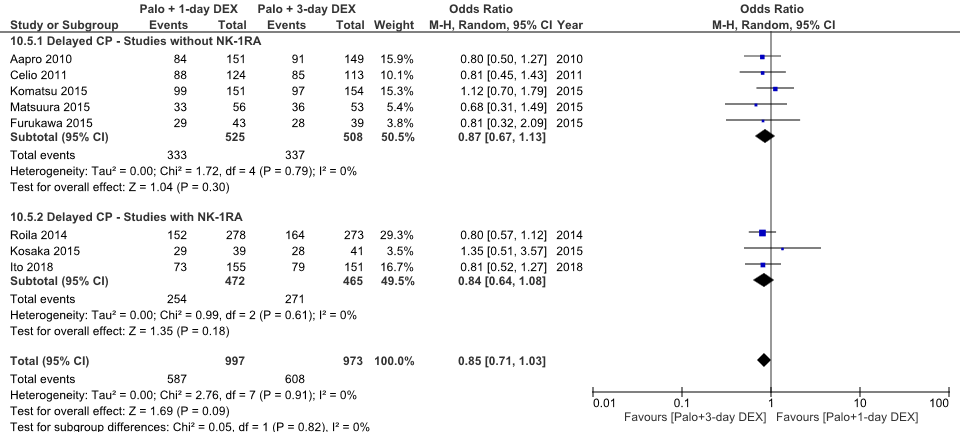 Palo + 1-day DEX Palo + 3-day DEX Odds Ratio Odds Ratio
Study or Subgroup Events Total Events Total Weight M-H, Random, 95% CI Year M-H, Random, 95% CI
10.5.1 Delayed CP - Studies without NK-1RA
Aapro 2010 84 151 91 149 15.9% 0.80 [0.50, 1.27] 2010
Celio 2011 88 124 85 113 10.1% 0.81 [0.45, 1.43] 2011
Komatsu 2015 99 151 97 154 15.3% 1.12 [0.70, 1.79] 2015
Matsuura 2015 33 56 36 53 5.4% 0.68 [0.31, 1.49] 2015
Furukawa 2015 29 43 28 39 3.8% 0.81 [0.32, 2.09] 2015
Subtotal (95% CI) 525 508 50.5% 0.87 [0.67, 1.13]
Total events 333 337
Heterogeneity: Tau² = 0.00; Chi² = 1.72, df = 4 (P = 0.79); I² = 0%
Test for overall effect: Z = 1.04 (P = 0.30)
10.5.2 Delayed CP - Studies with NK-1RA
Roila 2014 152 278 164 273 29.3% 0.80 [0.57, 1.12] 2014
Kosaka 2015 29 39 28 41 3.5% 1.35 [0.51, 3.57] 2015
Ito 2018 73 155 79 151 16.7% 0.81 [0.52, 1.27] 2018
Subtotal (95% CI) 472 465 49.5% 0.84 [0.64, 1.08]
Total events 254 271
Heterogeneity: Tau² = 0.00; Chi² = 0.99, df = 2 (P = 0.61); I² = 0%
Test for overall effect: Z = 1.35 (P = 0.18)
Total (95% CI) 997 973 100.0% 0.85 [0.71, 1.03]
Total events 587 608
Heterogeneity: Tau² = 0.00; Chi² = 2.76, df = 7 (P = 0.91); I² = 0%
Test for overall effect: Z = 1.69 (P = 0.09)
Test for subgroup differences: Chi² = 0.05, df = 1 (P = 0.82), I² = 0%
0.01 0.1 1 10 100
Favours [Palo+3-day DEX] Favours [Palo+1-day DEX]